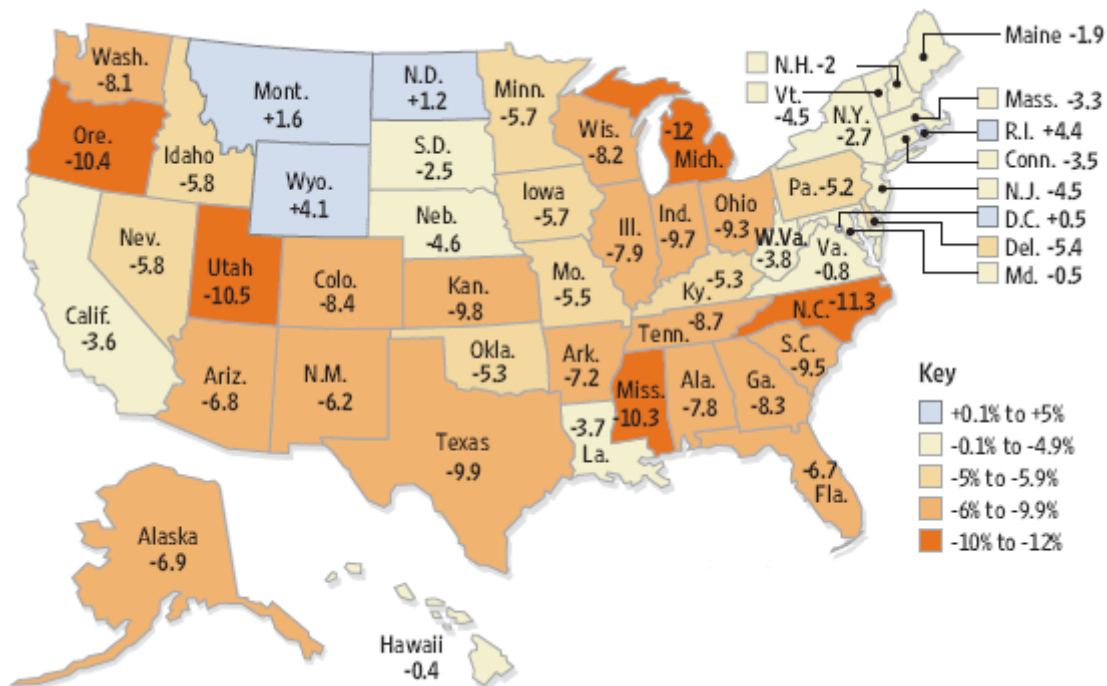 Wash.
-8.1
Ore.
-10.4
Idaho
-5.8
Mont.
+1.6
Wyo.
+4.1
N.D.
+1.2
S.D.
-2.5
Neb.
-4.6
Minn.
-5.7
Iowa
-5.7
Wis.
-8.2
-12
Mich.
Nev.
-5.8
Utah
-10.5
Colo.
-8.4
Kan.
-9.8
Mo.
-5.5
Ill.
-7.9
Ind.
-9.7
Ohio
-9.3
Pa. -5.2
N.Y.
-2.7
Maine -1.9
N.H. -2
Vt.
-4.5
Mass. -3.3
R.I. +4.4
Conn. -3.5
N.J. -4.5
D.C. +0.5
Del. -5.4
Md. -0.5
W.Va.
-3.8
Va.
-0.8
-5.3
Ky.
-8.7
Tenn.
N.C. -11.3
S.C.
-9.5
Calif.
-3.6
Ariz.
-6.8
N.M.
-6.2
Okla.
-5.3
Ark.
-7.2
Texas
-9.9
-3.7
La.
Miss.
-10.3
Ala.
-7.8
Ga.
-8.3
-6.7
Fla.
Alaska
-6.9
Hawaii
-0.4
Key
+0.1% to +5%
-0.1% to -4.9%
-5% to -5.9%
-6% to -9.9%
-10% to -12%